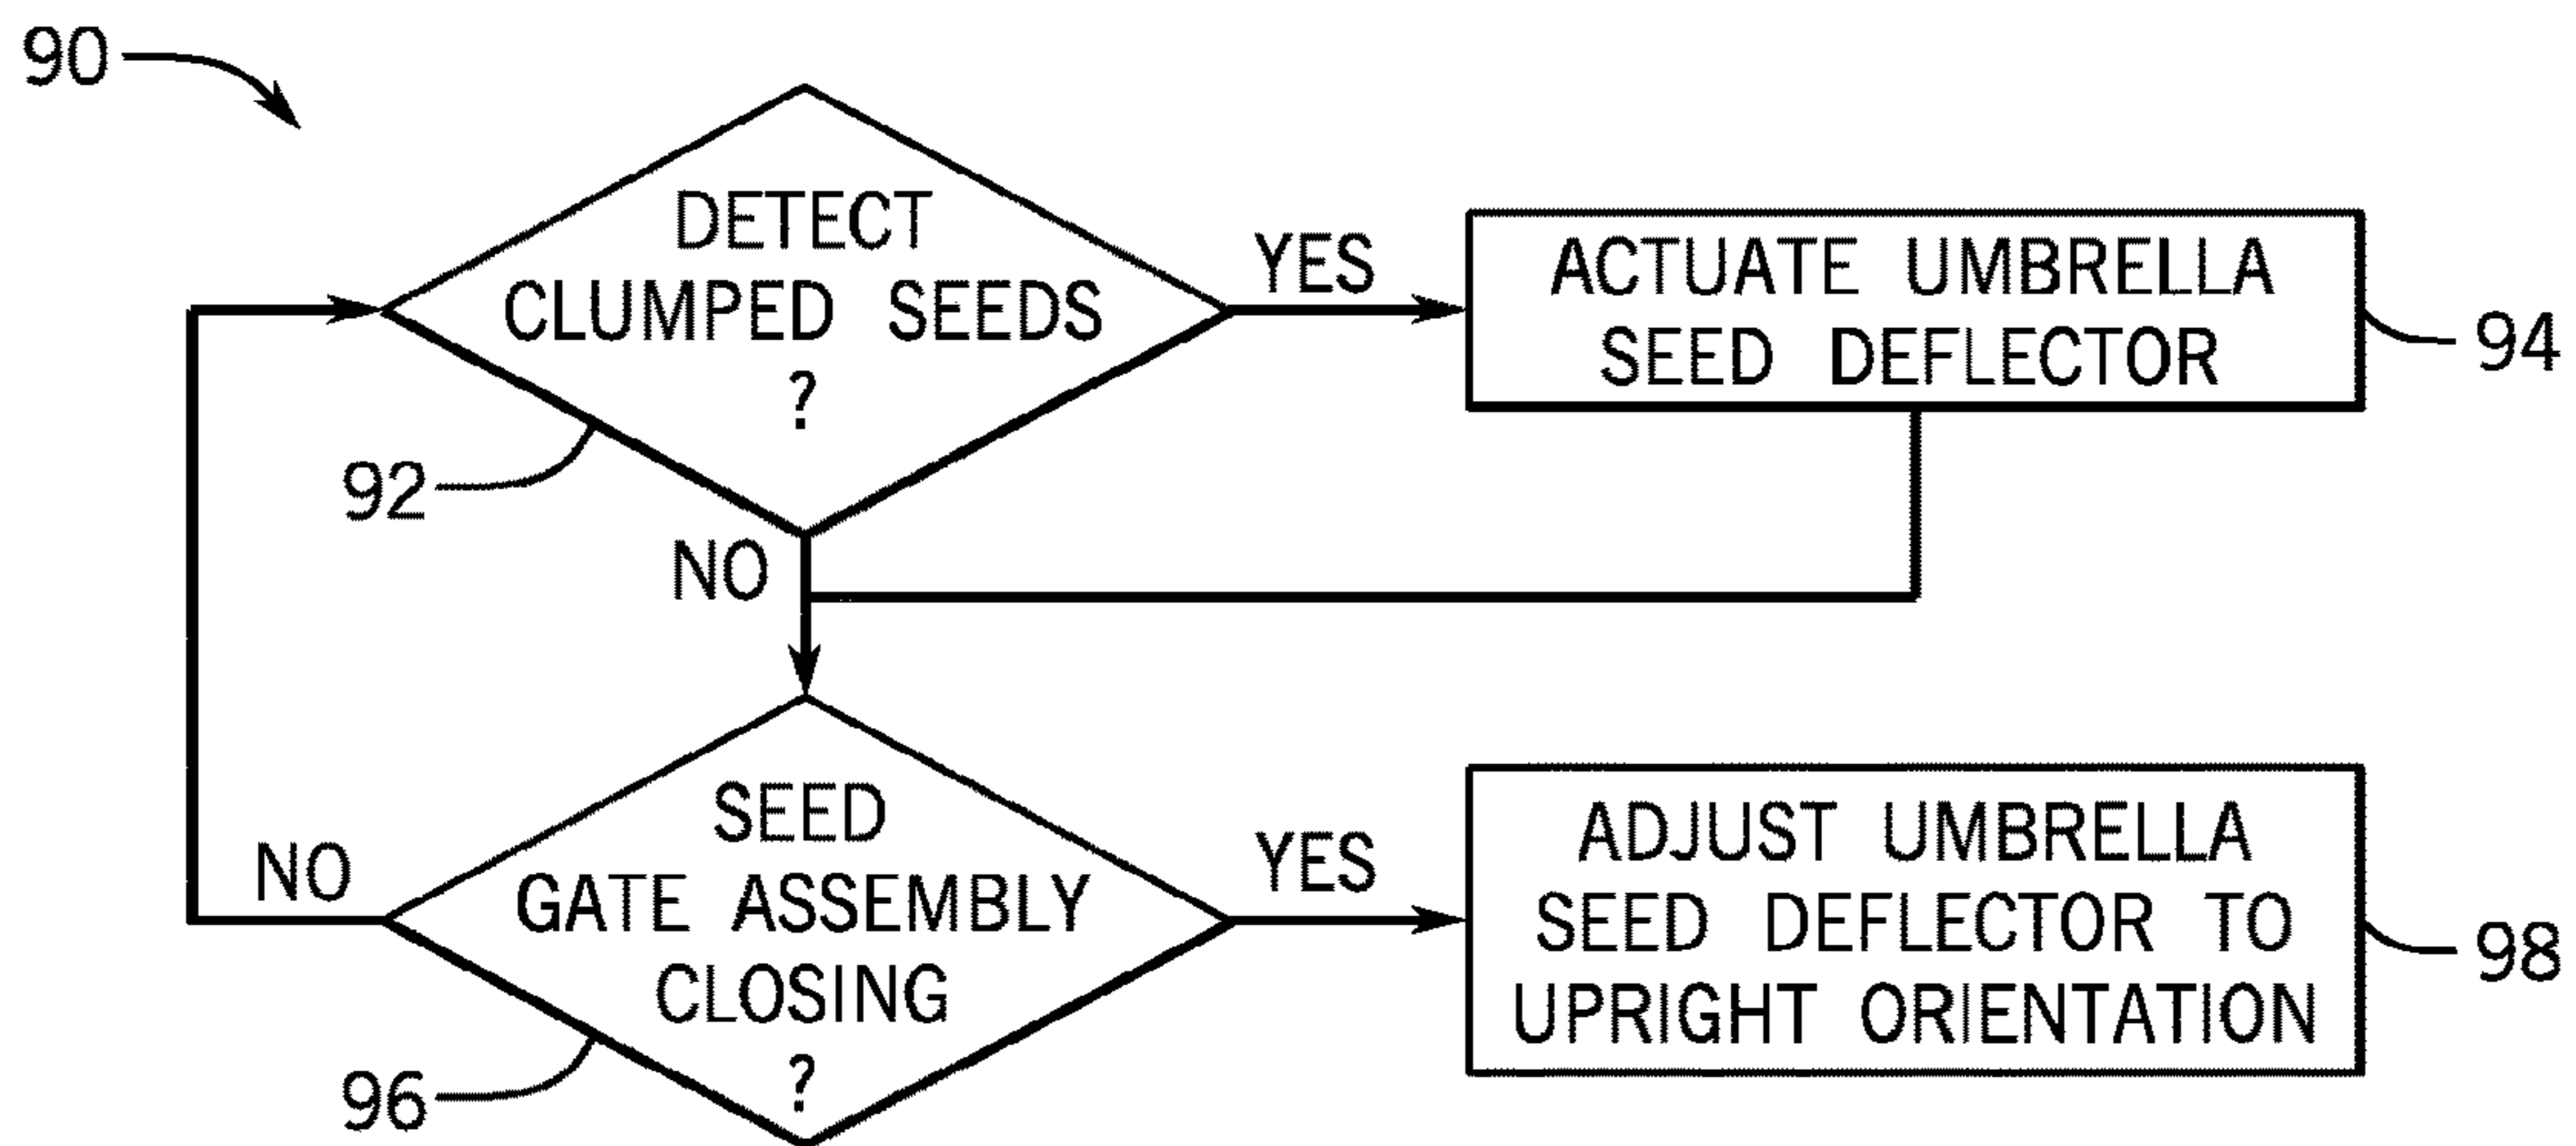 90
DETECT
CLUMPED SEEDS
?
92
YES
ACTUATE UMBRELLA
SEED DEFLECTOR
94
NO
SEED
GATE ASSEMBLY
CLOSING
?
96
NO
YES
ADJUST UMBRELLA
SEED DEFLECTOR TO
UPRIGHT ORIENTATION
98